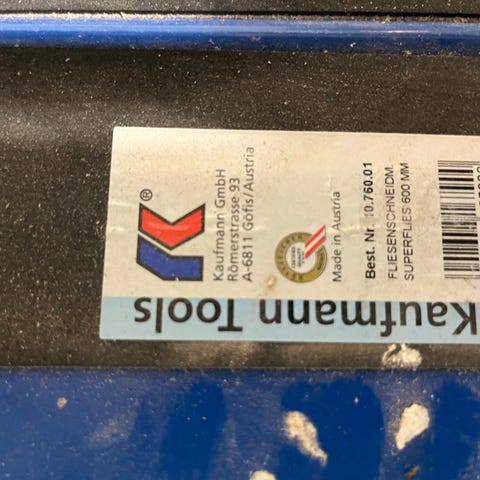 ®
Kaufmann GmbH
Römerstrasse 93
A-6811 Göfis/Austria
Made in Austria
Best. Nr. 10.760.01
FLIESENSCHNEIDM.
SUPERFLIES 600 MM
Kaufmann Tools